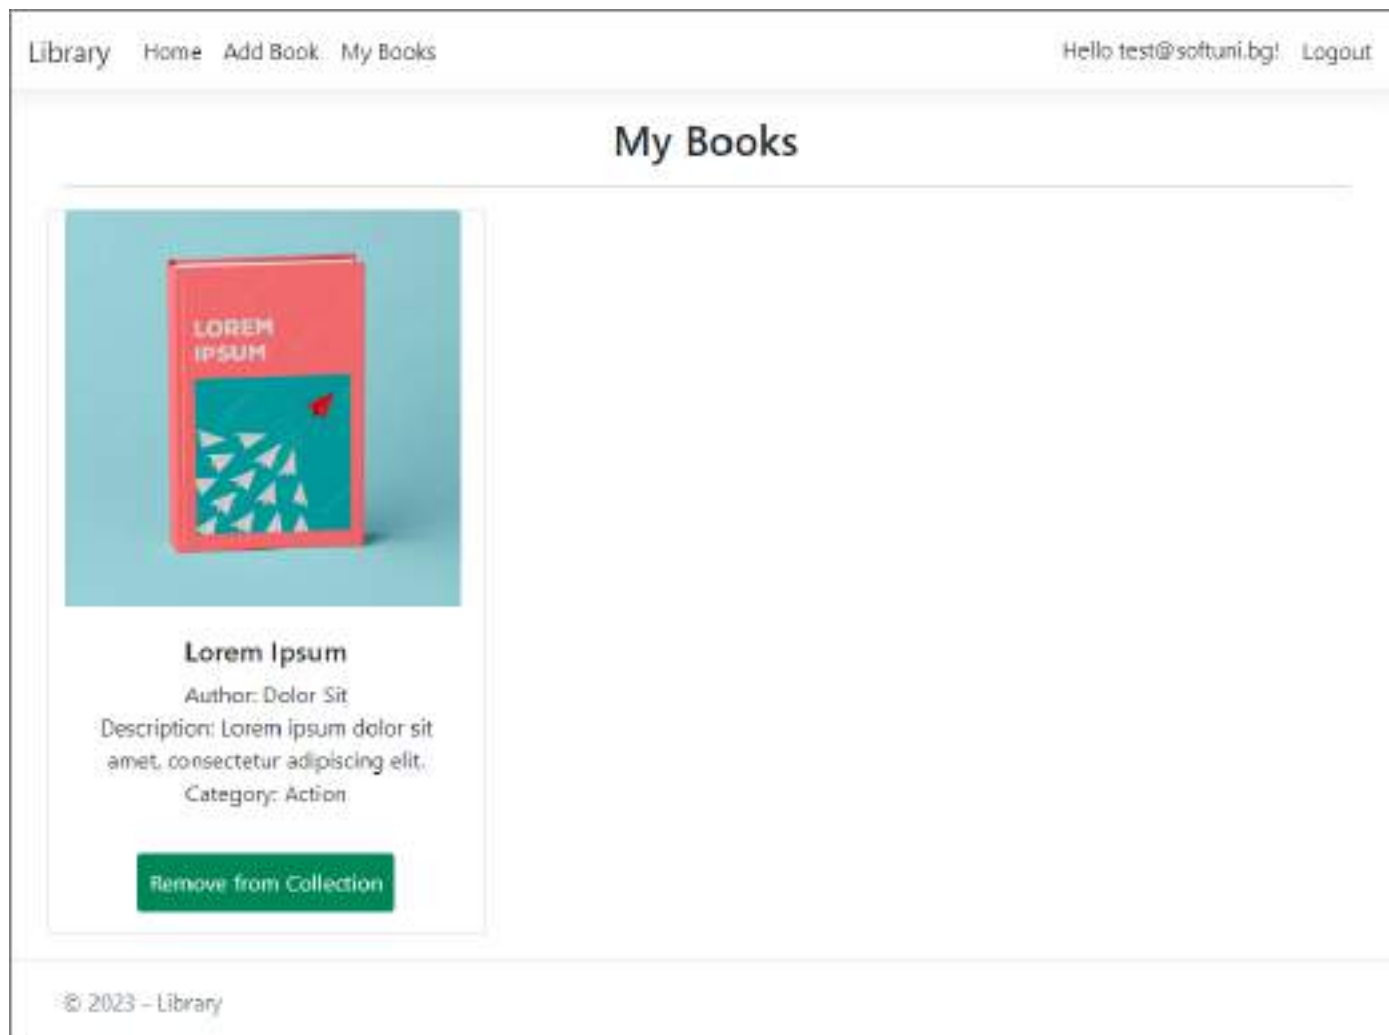 Library Home Add Book My Books Hello test@softuni.bg! Logout
My Books
LOREM
IPSUM
Lorem Ipsum
Author: Dolor Sit
Description: Lorem ipsum dolor sit
amet, consectetur adipiscing elit.
Category: Action
Remove from Collection
© 2023 - Library